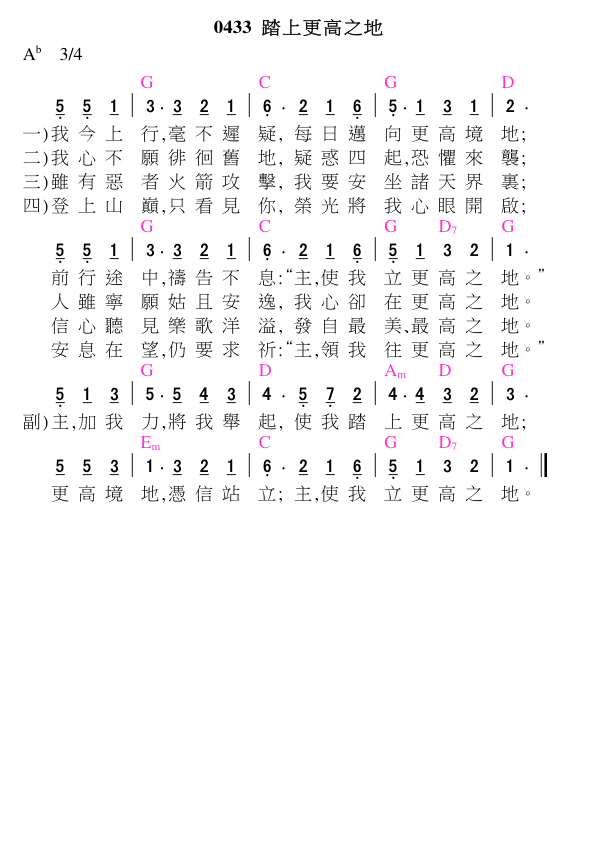 0433 踏上更高之地
Ab 3/4
G C G D
5 5 1 | 3 · 3 2 1 | 6 · 2 1 6 | 5 · 1 3 1 | 2 ·
一)我 今 上 行,毫 不 遲 疑, 每 日 邁 向 更 高 境 地;
二)我 心 不 願 徘 徊 舊 地, 疑 惑 四 起,恐 懼 來 襲;
三)雖 有 惡 者 火 箭 攻 擊, 我 要 安 坐 諸 天 界 裏;
四)登 上 山 巔,只 看 見 你, 榮 光 將 我 心 眼 開 啟;
G C G D7 G
5 5 1 | 3 · 3 2 1 | 6 · 2 1 6 | 5 1 3 2 | 1 ·
前 行 途 中,禱 告 不 息:“主,使 我 立 更 高 之 地。”
人 雖 寧 願 姑 且 安 逸, 我 心 卻 在 更 高 之 地。
信 心 聽 見 樂 歌 洋 溢, 發 自 最 美,最 高 之 地。
安 息 在 望,仍 要 求 祈:“主,領 我 往 更 高 之 地。”
G D Am D G
5 1 3 | 5 · 5 4 3 | 4 · 5 7 2 | 4 · 4 3 2 | 3 ·
副)主,加 我 力,將 我 舉 起, 使 我 踏 上 更 高 之 地;
Em C G D7 G
5 5 3 | 1 · 3 2 1 | 6 · 2 1 6 | 5 1 3 2 | 1 · ‖
更 高 境 地,憑 信 站 立; 主,使 我 立 更 高 之 地。